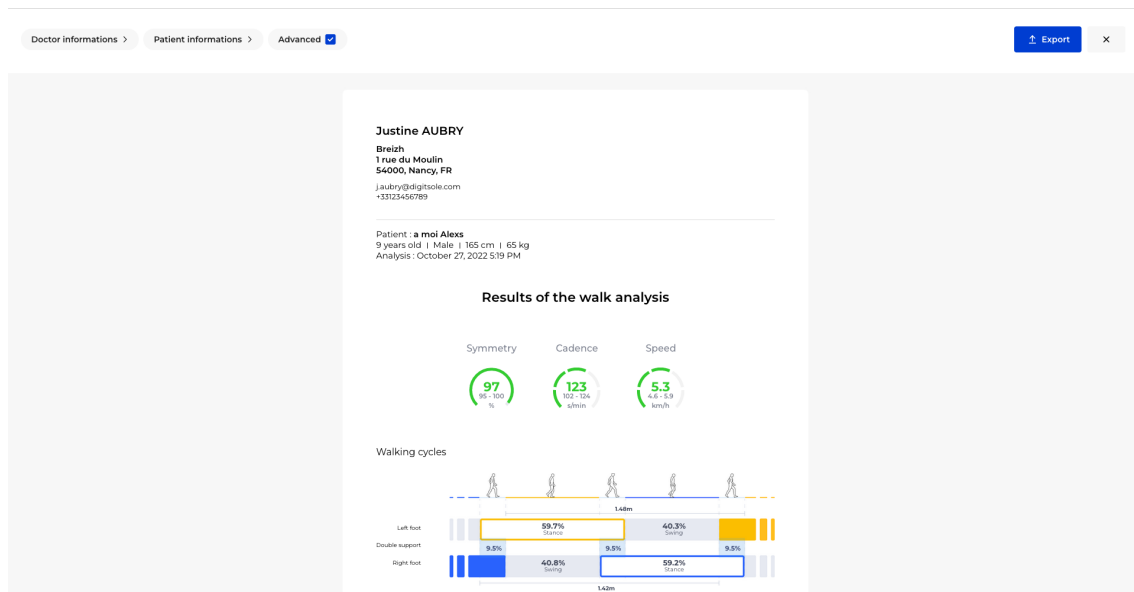 Doctor informations >
Patient informations >
Advanced
Export
×
Justine AUBRY
Breizh
1 rue du Moulin
54000, Nancy, FR
j.aubry@digitsole.com
+33123456789
Patient : a moi Alexs
9 years old | Male | 165 cm | 65 kg
Analysis : October 27, 2022 5:19 PM
Results of the walk analysis
Symmetry Cadence Speed
97 123 5.3
95 - 100 102 - 124 4.6 - 5.9
% s/min km/h
Walking cycles
1.48m
Left foot 59.7% 40.3%
Stance Swing
Double support 9.5% 9.5% 9.5%
Right foot 40.8% 59.2%
Swing Stance
1.42m